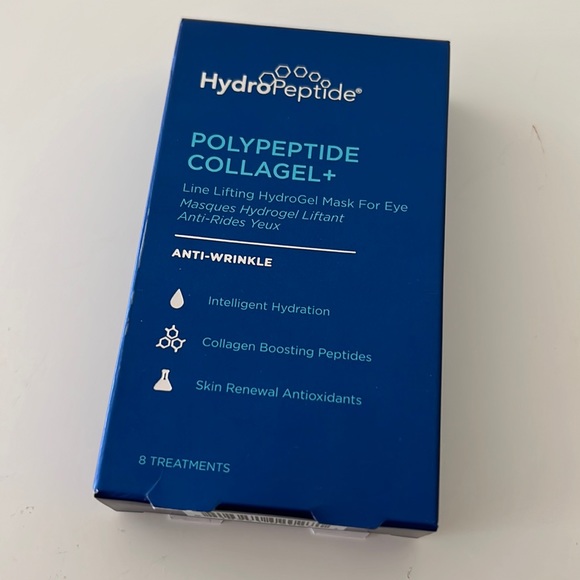 HydroPeptide®
POLYPEPTIDE
COLLAGEL+
Line Lifting HydroGel Mask For Eye
Masques Hydrogel Liftant
Anti-Rides Yeux
ANTI-WRINKLE
Intelligent Hydration
Collagen Boosting Peptides
Skin Renewal Antioxidants
8 TREATMENTS